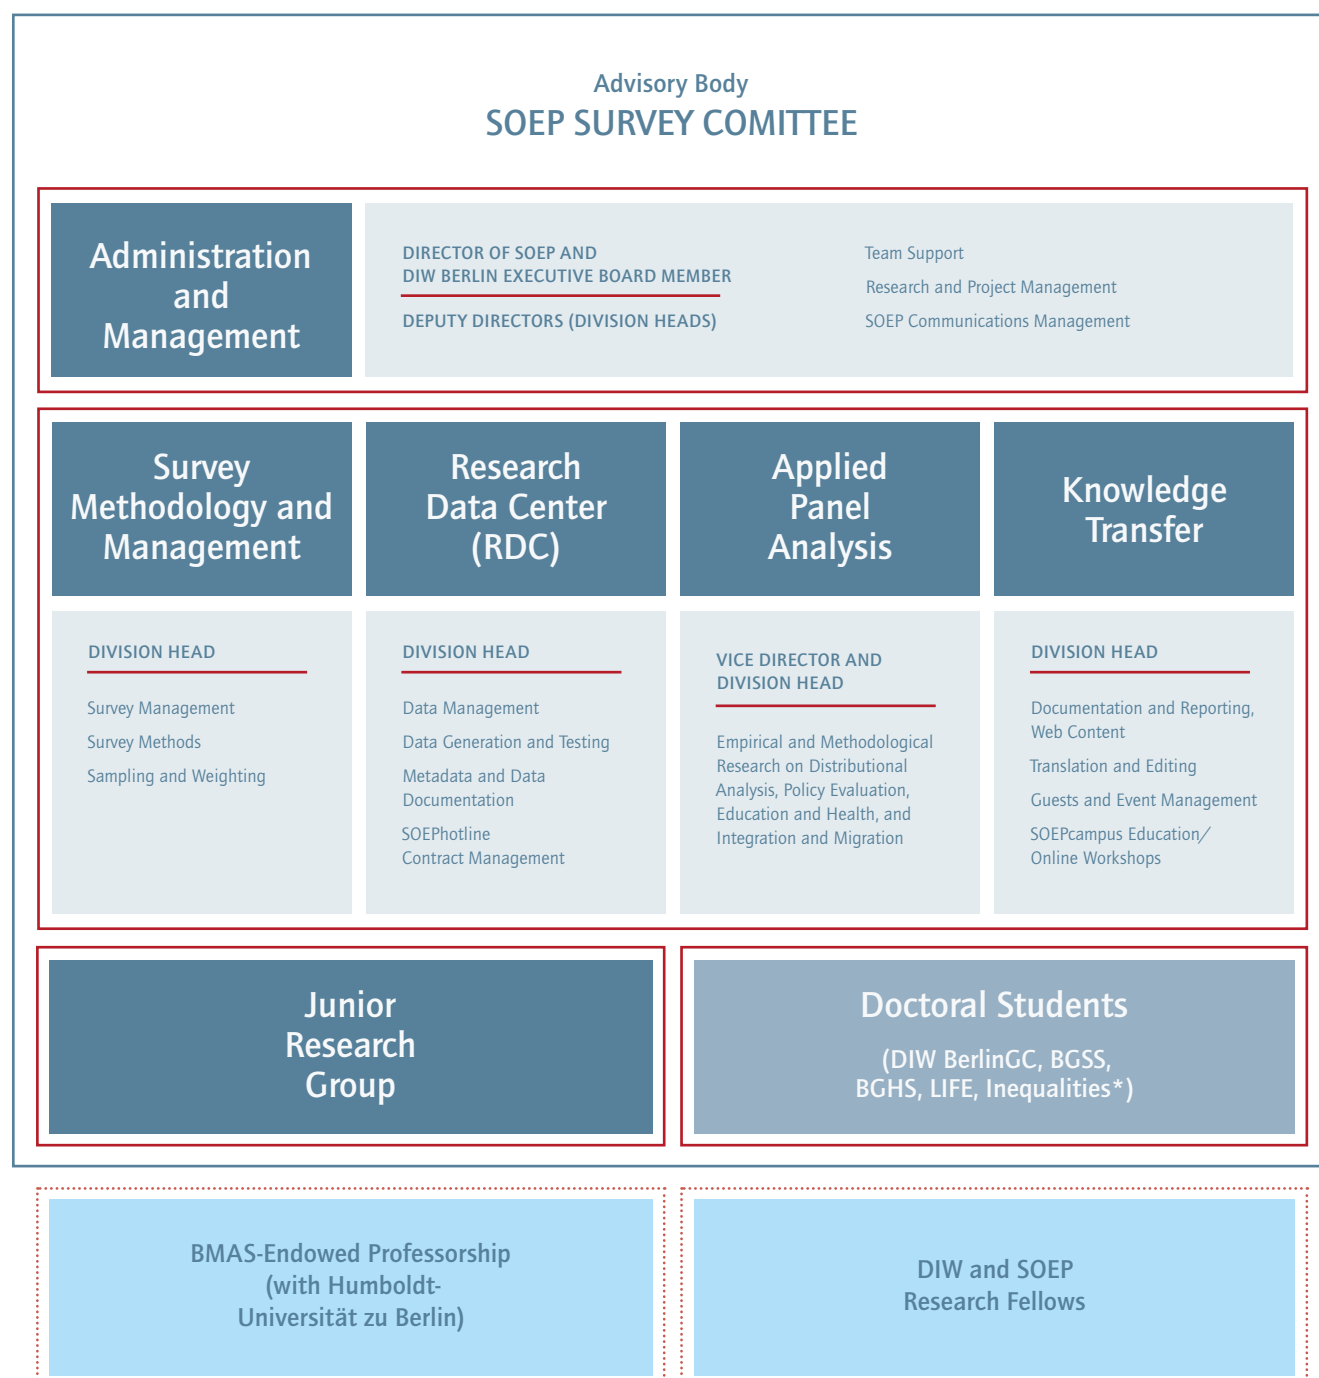 Advisory Body
SOEP SURVEY COMITTEE
Administration
and
Management
DIRECTOR OF SOEP AND
DIW BERLIN EXECUTIVE BOARD MEMBER
DEPUTY DIRECTORS (DIVISION HEADS)
Team Support
Research and Project Management
SOEP Communications Management
Survey
Methodology and
Management
Research
Data Center
(RDC)
Applied
Panel
Analysis
Knowledge
Transfer
DIVISION HEAD
Survey Management
Survey Methods
Sampling and Weighting
DIVISION HEAD
Data Management
Data Generation and Testing
Metadata and Data
Documentation
SOEPhotline
Contract Management
VICE DIRECTOR AND
DIVISION HEAD
Empirical and Methodological
Research on Distributional
Analysis, Policy Evaluation,
Education and Health, and
Integration and Migration
DIVISION HEAD
Documentation and Reporting,
Web Content
Translation and Editing
Guests and Event Management
SOEPcampus Education/
Online Workshops
Junior
Research
Group
Doctoral Students
(DIW BerlinGC, BGSS,
BGHS, LIFE, Inequalities*)
BMAS-Endowed Professorship
(with Humboldt-
Universität zu Berlin)
DIW and SOEP
Research Fellows